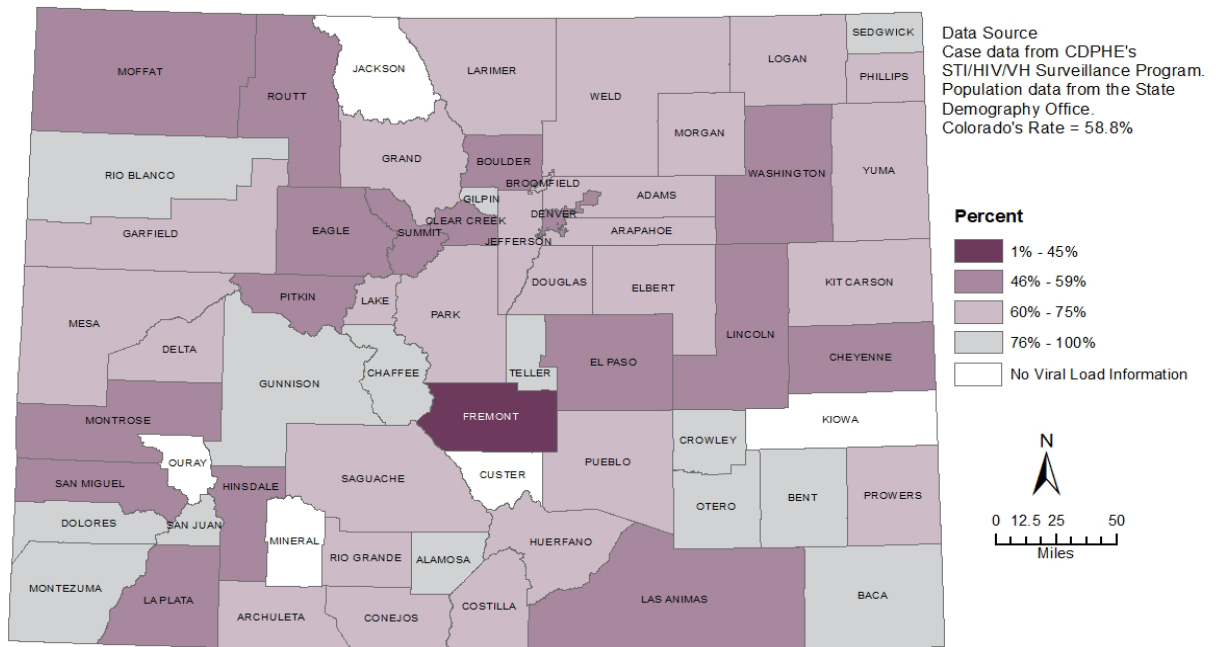 SEDGWICK
Data Source
Case data from CDPHE's
STI/HIV/VH Surveillance Program.
Population data from the State
Demography Office.
Colorado's Rate = 58.8%
MOFFAT
ROUTT
JACKSON
LARIMER
WELD
LOGAN
PHILLIPS
MORGAN
GRAND
BOULDER
RIO BLANCO
WASHINGTON
YUMA
BROOMFIELD
GILPIN
ADAMS
DENVER
CLEAR CREEK
GARFIELD
EAGLE
SUMMIT
JEFFERSON
ARAPAHOE
DOUGLAS
ELBERT
KIT CARSON
PITKIN
LAKE
PARK
MESA
LINCOLN
DELTA
EL PASO
CHEYENNE
GUNNISON
CHAFFEE
TELLER
FREMONT
MONTROSE
KIOWA
CROWLEY
OURAY
PUEBLO
CUSTER
SAGUACHE
SAN MIGUEL
HINSDALE
BENT
PROWERS
OTERO
DOLORES
SAN JUAN
MINERAL
HUERFANO
RIO GRANDE
ALAMOSA
MONTEZUMA
LA PLATA
LAS ANIMAS
BACA
COSTILLA
ARCHULETA
CONEJOS
Percent
1% - 45%
46% - 59%
60% - 75%
76% - 100%
No Viral Load Information
N
0 12.5 25 50
Miles